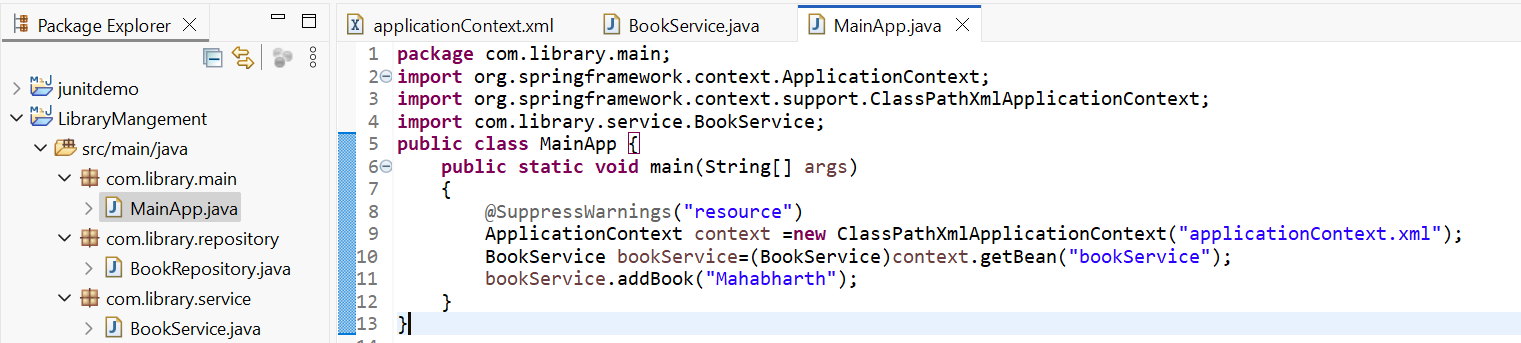 Package Explorer
junitdemo
LibraryMangement
src/main/java
com.library.main
MainApp.java
com.library.repository
BookRepository.java
com.library.service
BookService.java
applicationContext.xml
BookService.java
MainApp.java
1 package com.library.main;
2 import org.springframework.context.ApplicationContext;
3 import org.springframework.context.support.ClassPathXmlApplicationContext;
4 import com.library.service.BookService;
5 public class MainApp {
6 public static void main(String[] args)
7 {
8 @SuppressWarnings("resource")
9 ApplicationContext context =new ClassPathXmlApplicationContext("applicationContext.xml");
10 BookService bookService=(BookService)context.getBean("bookService");
11 bookService.addBook("Mahabharth");
12 }
13 }